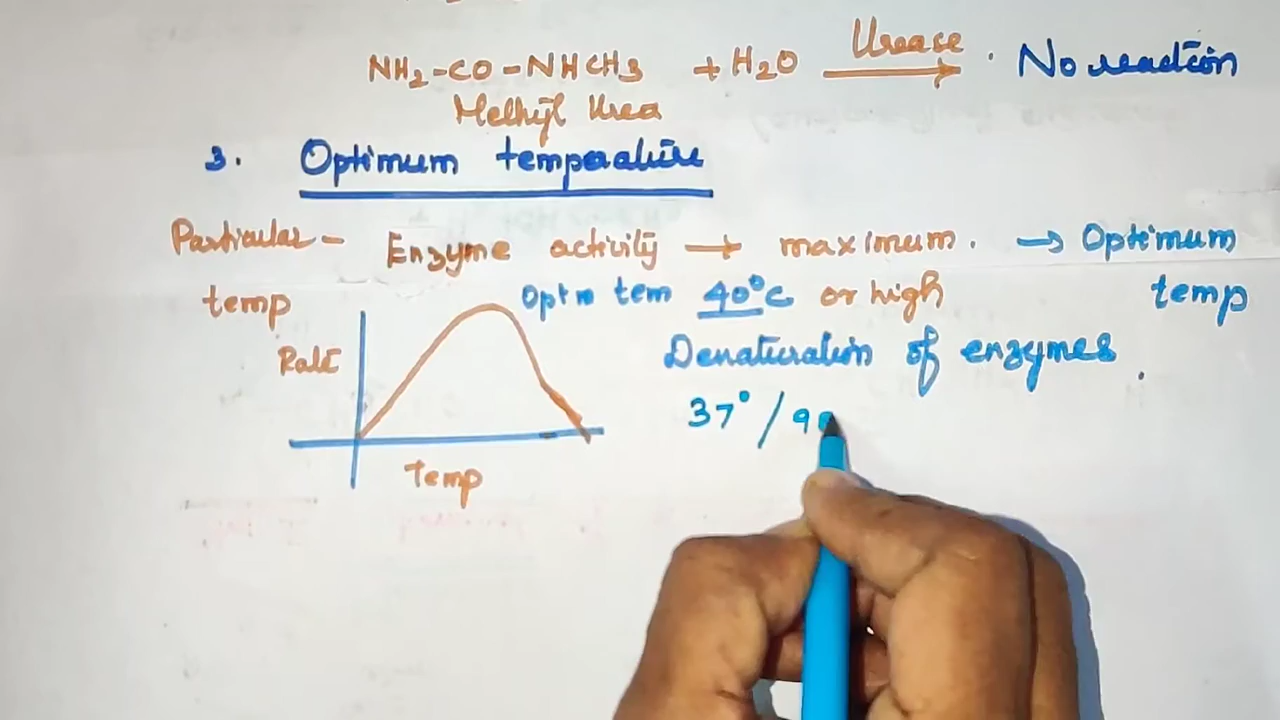 NH2-CO-NHCH3 + H2O Urease No reaction
Methyl Urea
3. Optimum temperature
Particular - Enzyme activity → maximum. → Optimum
temp Optm tem 40°C or high temp
Rate Denaturation of enzymes.
37° / 9
Temp